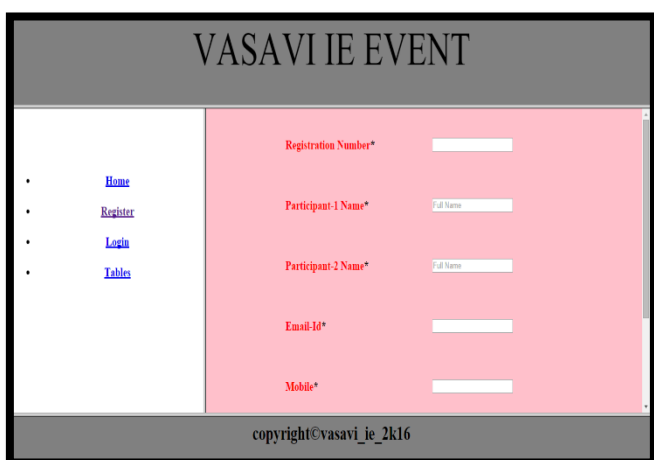 VASAVI IE EVENT
• Home
• Register
• Login
• Tables
Registration Number*
Participant-1 Name* Full Name
Participant-2 Name* Full Name
Email-Id*
Mobile*
copyright©vasavi_ie_2k16